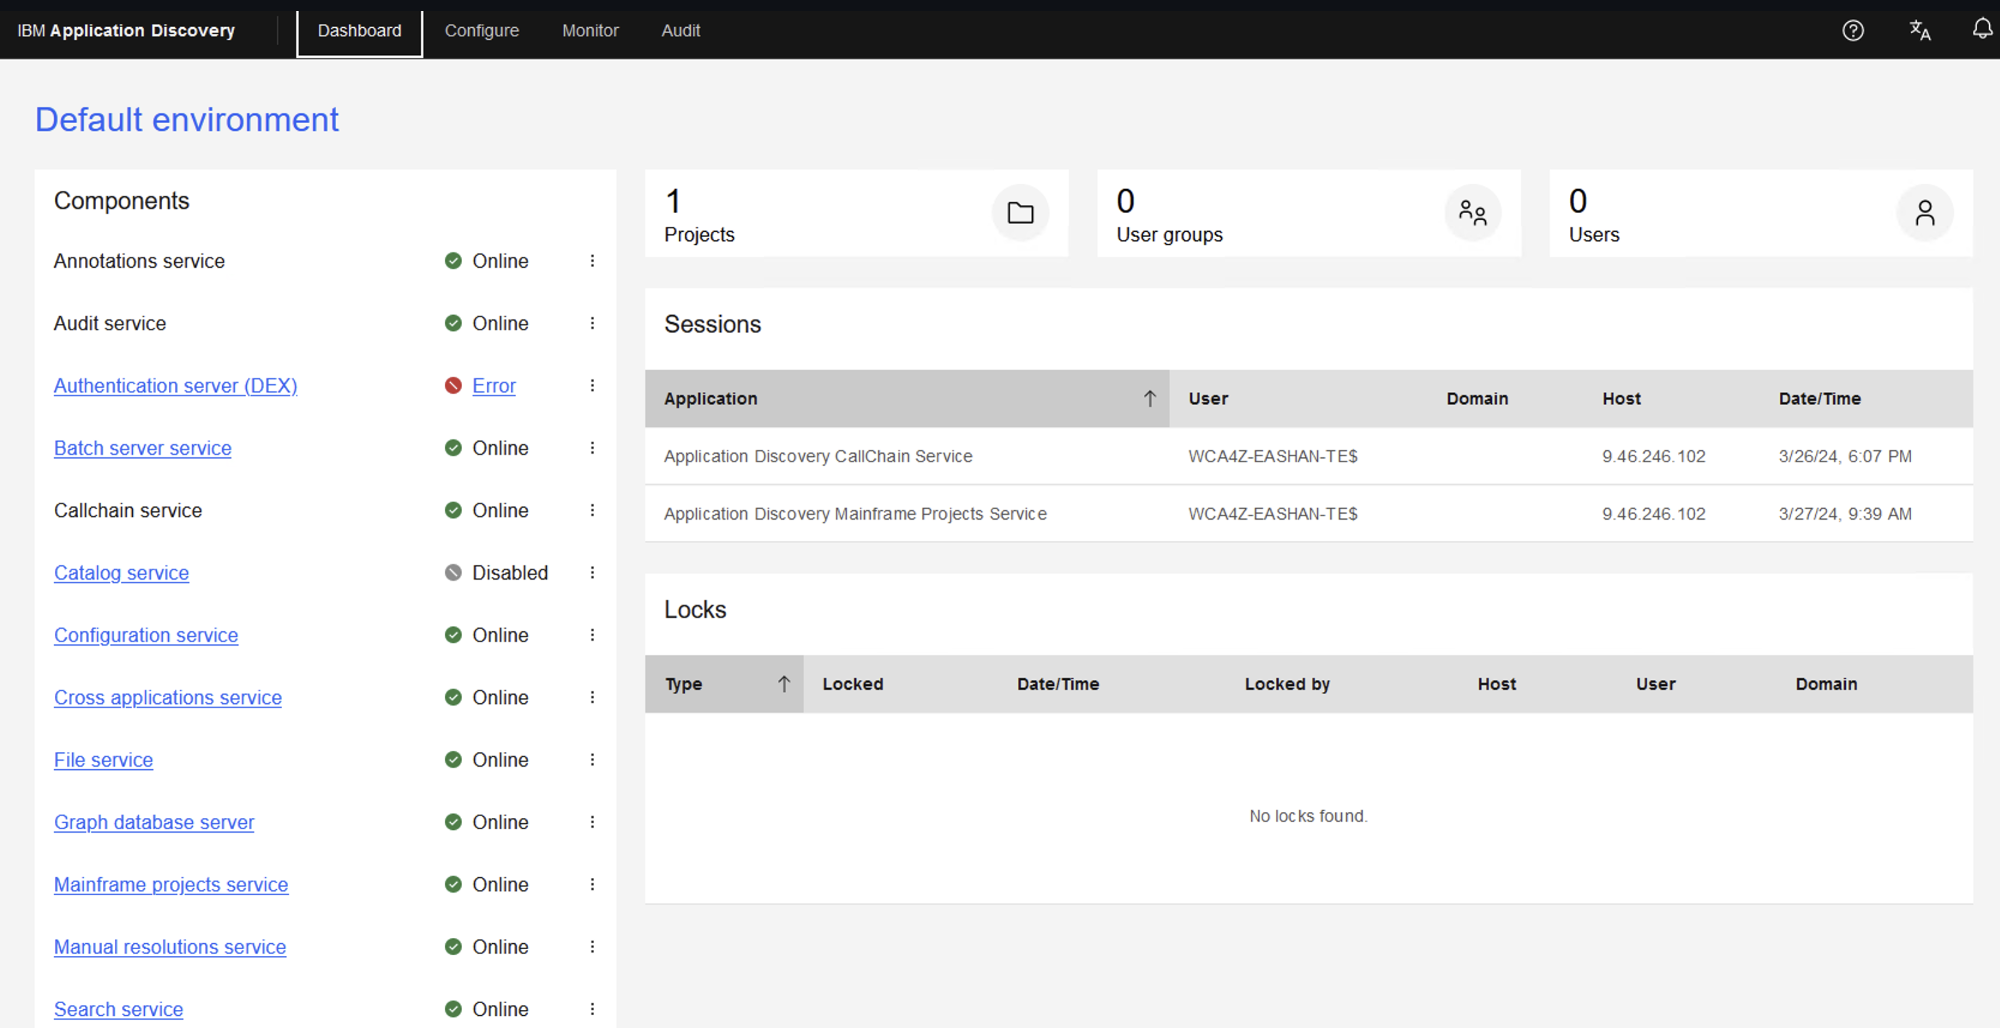 IBM Application Discovery
Dashboard
Configure
Monitor
Audit
Default environment
Components
Annotations service Online
Audit service Online
Authentication server (DEX) Error
Batch server service Online
Callchain service Online
Catalog service Disabled
Configuration service Online
Cross applications service Online
File service Online
Graph database server Online
Mainframe projects service Online
Manual resolutions service Online
Search service Online
1
Projects
0
User groups
0
Users
Sessions
Application User Domain Host Date/Time
Application Discovery CallChain Service WCA4Z-EASHAN-TE$ 9.46.246.102 3/26/24, 6:07 PM
Application Discovery Mainframe Projects Service WCA4Z-EASHAN-TE$ 9.46.246.102 3/27/24, 9:39 AM
Locks
Type Locked Date/Time Locked by Host User Domain
No locks found.